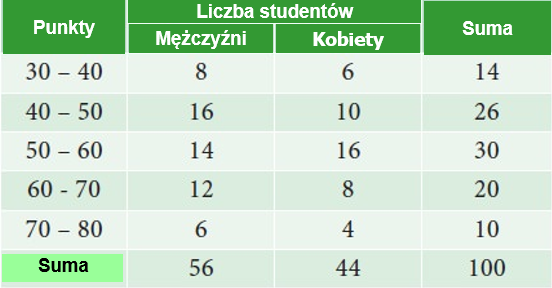 Punkty Liczba studentów Suma
Mężczyźni Kobiety
30 – 40 8 6 14
40 – 50 16 10 26
50 – 60 14 16 30
60 - 70 12 8 20
70 – 80 6 4 10
Suma 56 44 100